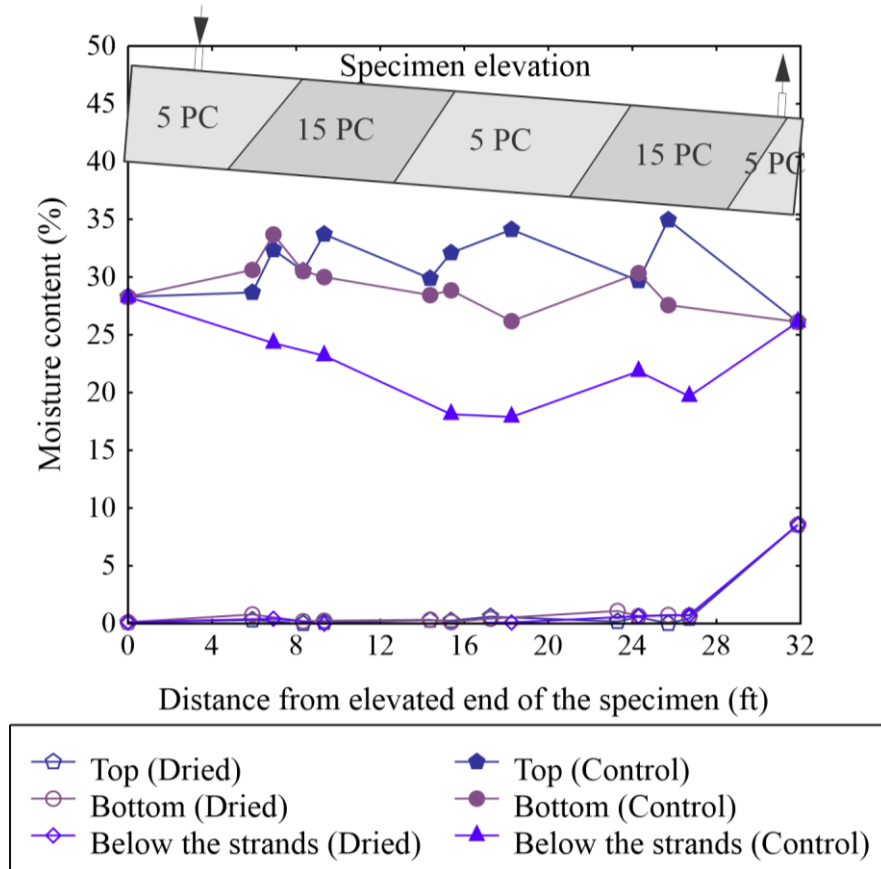 50
Specimen elevation
45
5 PC
15 PC
5 PC
15 PC
5 PC
40
35
30
25
20
15
10
5
0
Moisture content (%)
0 4 8 12 16 20 24 28 32
Distance from elevated end of the specimen (ft)
Top (Dried) Top (Control)
Bottom (Dried) Bottom (Control)
Below the strands (Dried) Below the strands (Control)